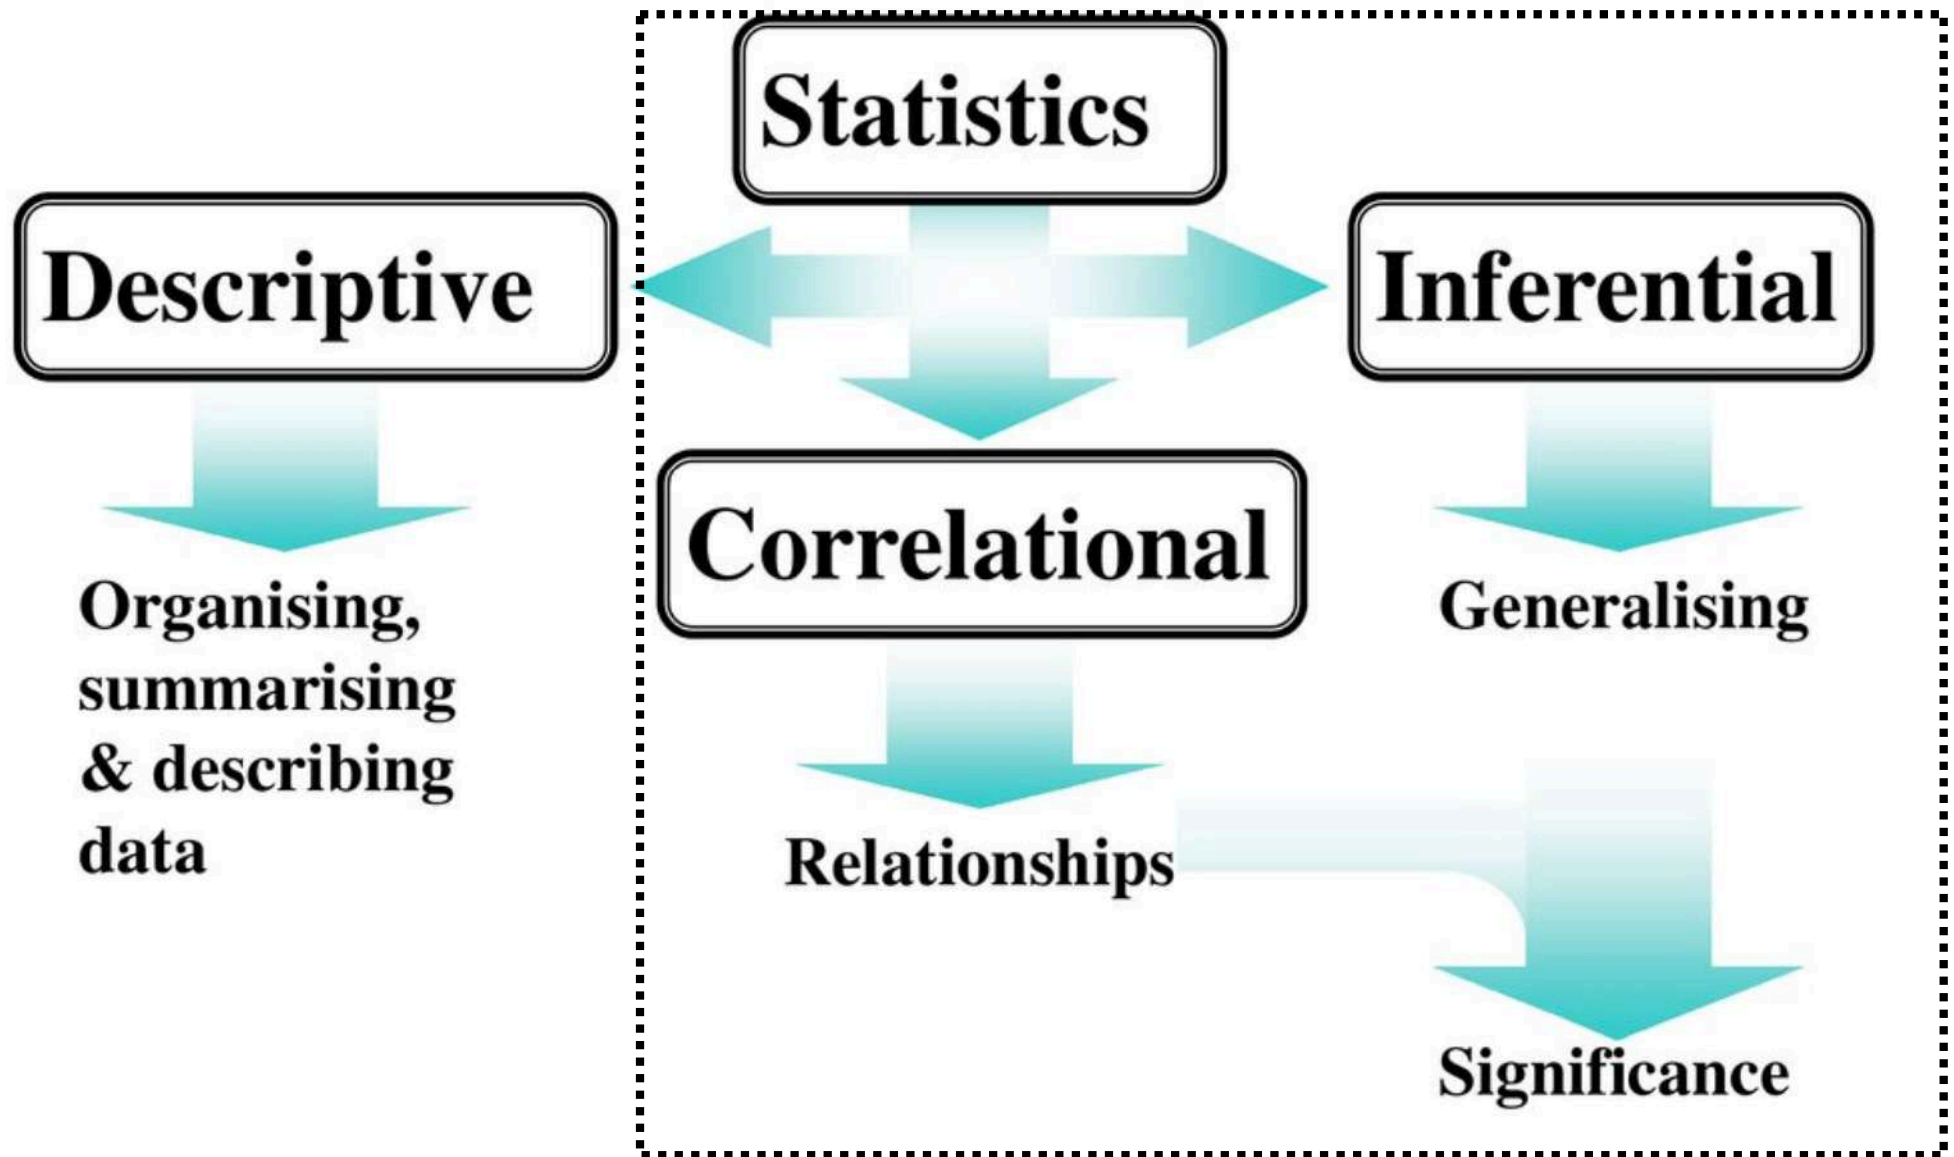 Statistics
Descriptive
Inferential
Correlational
Organising,
summarising
& describing
data
Generalising
Relationships
Significance